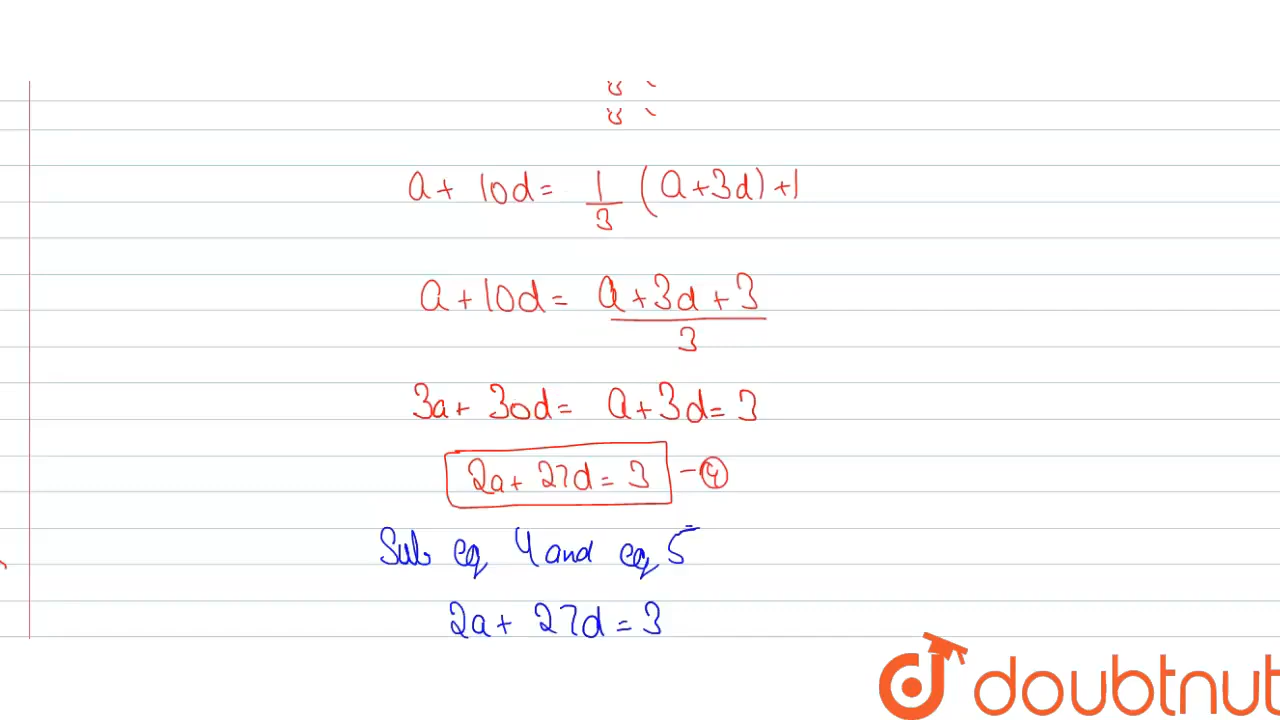 a + 10d = 1/3 (a+3d) +1
a + 10d = a + 3d + 3 / 3
3a + 30d = a + 3d = 3
2a + 27d = 3 - ④
Sub eq 4 and eq 5
2a + 27d = 3
doubtnut